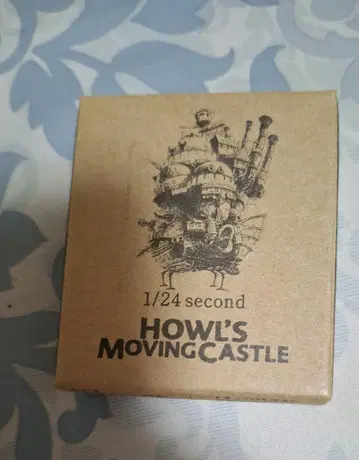 1/24 second
HOWL'S
MOVING CASTLE